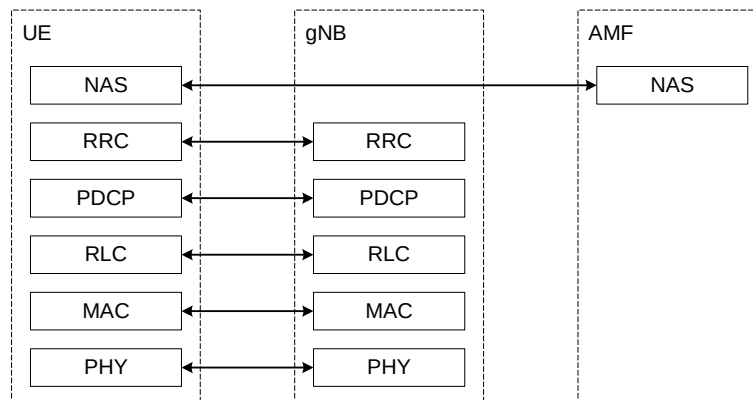 UE gNB AMF
NAS NAS
RRC RRC
PDCP PDCP
RLC RLC
MAC MAC
PHY PHY